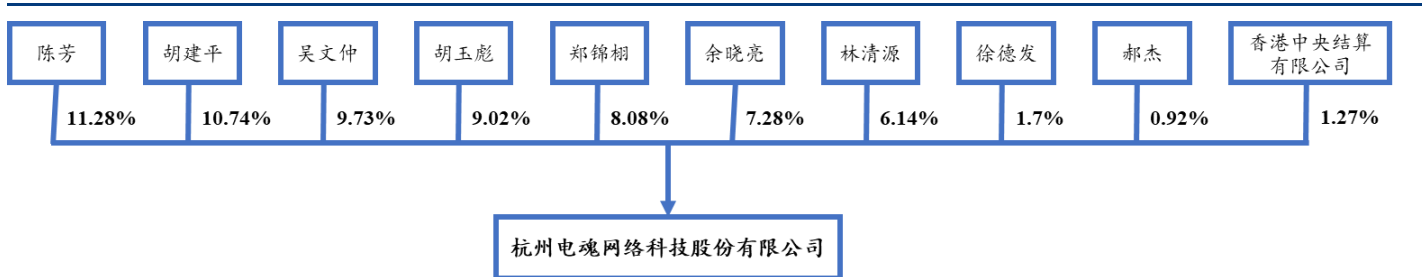 陈芳
胡建平
吴文仲
胡玉彪
郑锦栩
余晓亮
林清源
徐德发
郝杰
香港中央结算
有限公司
11.28%
10.74%
9.73%
9.02%
8.08%
7.28%
6.14%
1.7%
0.92%
1.27%
杭州电魂网络科技股份有限公司